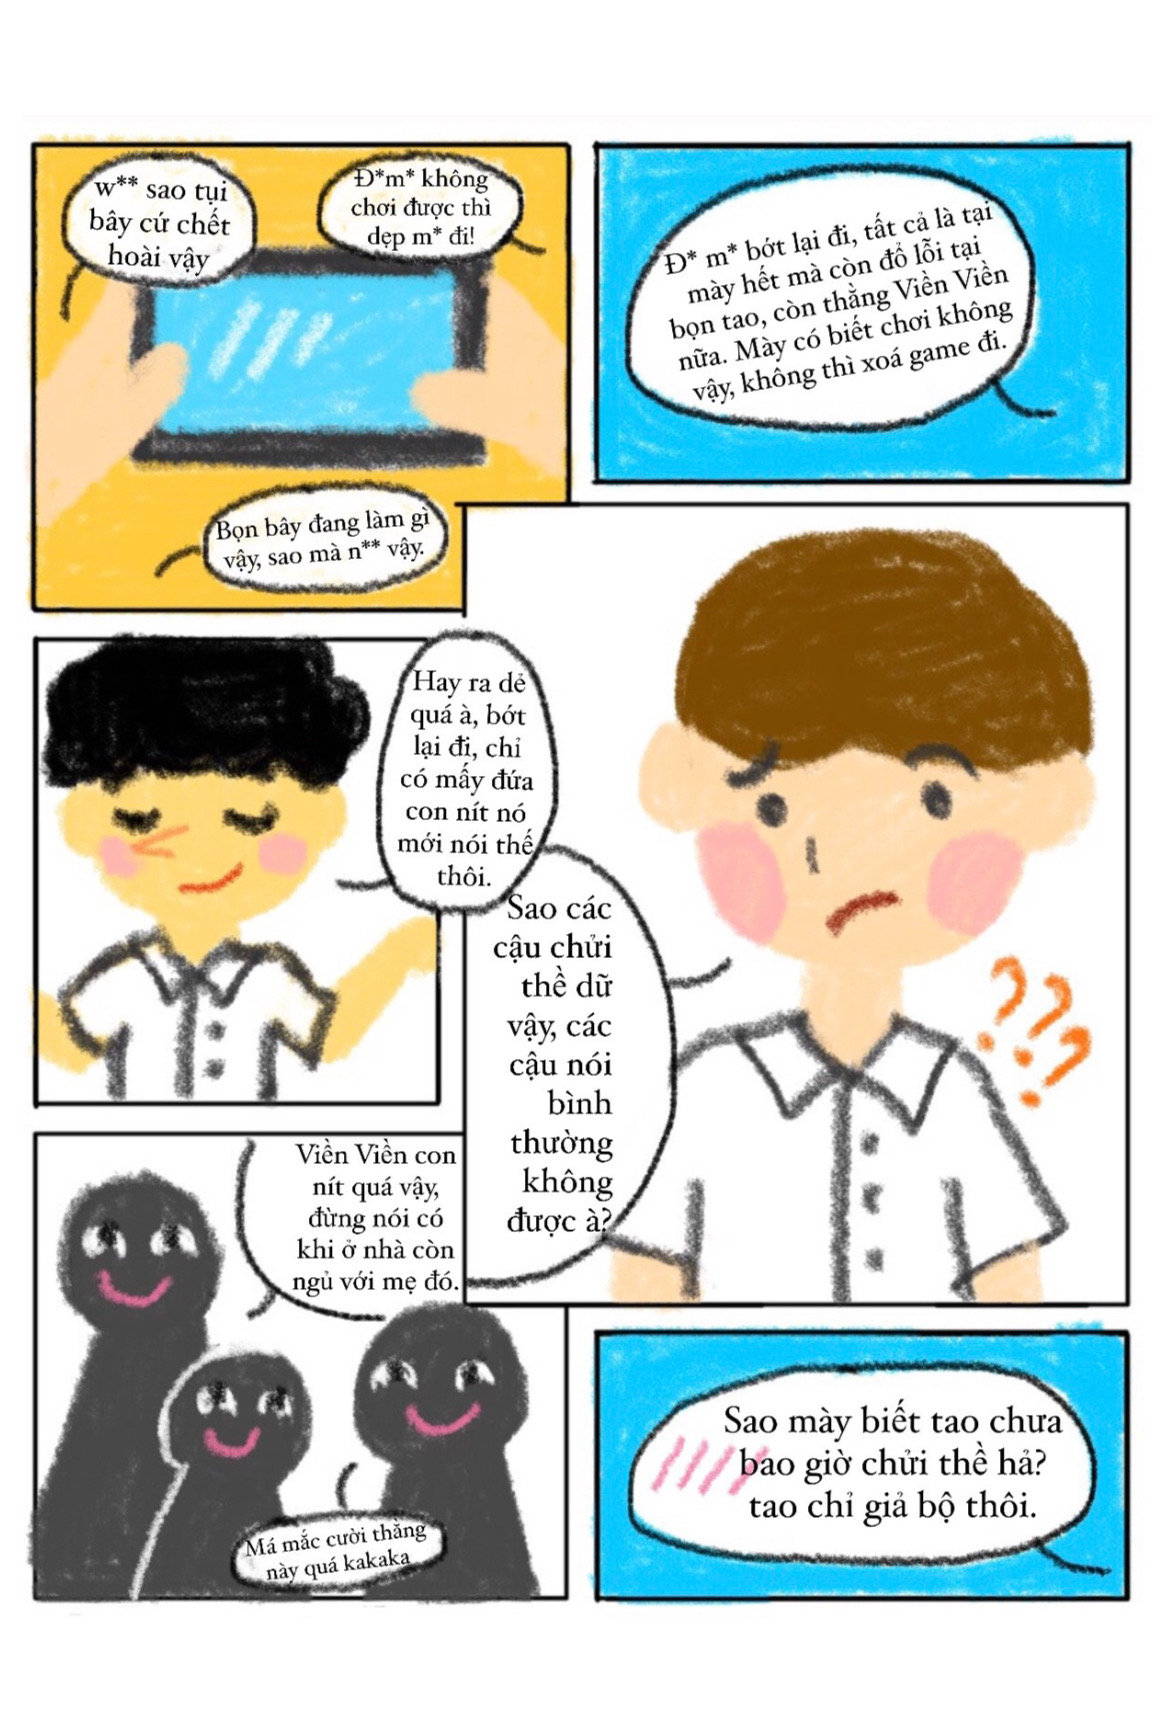 w** sao tụi
bây cứ chết
hoài vậy
Đ*m* không
chơi được thì
dẹp m* đi!
Bọn bây đang làm gì
vậy, sao mà n** vậy.
Đ* m* bớt lại đi, tất cả là tại
mày hết mà còn đổ lỗi tại
bọn tao, còn thằng Viền Viền
nữa. Mày có biết chơi không
vậy, không thì xoá game đi.
Hay ra dẻ
quá à, bớt
lại đi, chỉ
có mấy đứa
con nít nó
mới nói thế
thôi.
Sao các
cậu chửi
thề dữ
vậy, các
cậu nói
bình
thường
không
được à?
???
Viền Viền con
nít quá vậy,
đừng nói có
khi ở nhà còn
ngủ với mẹ đó.
Má mắc cười thằng
này quá kakaka
Sao mày biết tao chưa
bao giờ chửi thề hả?
tao chỉ giả bộ thôi.